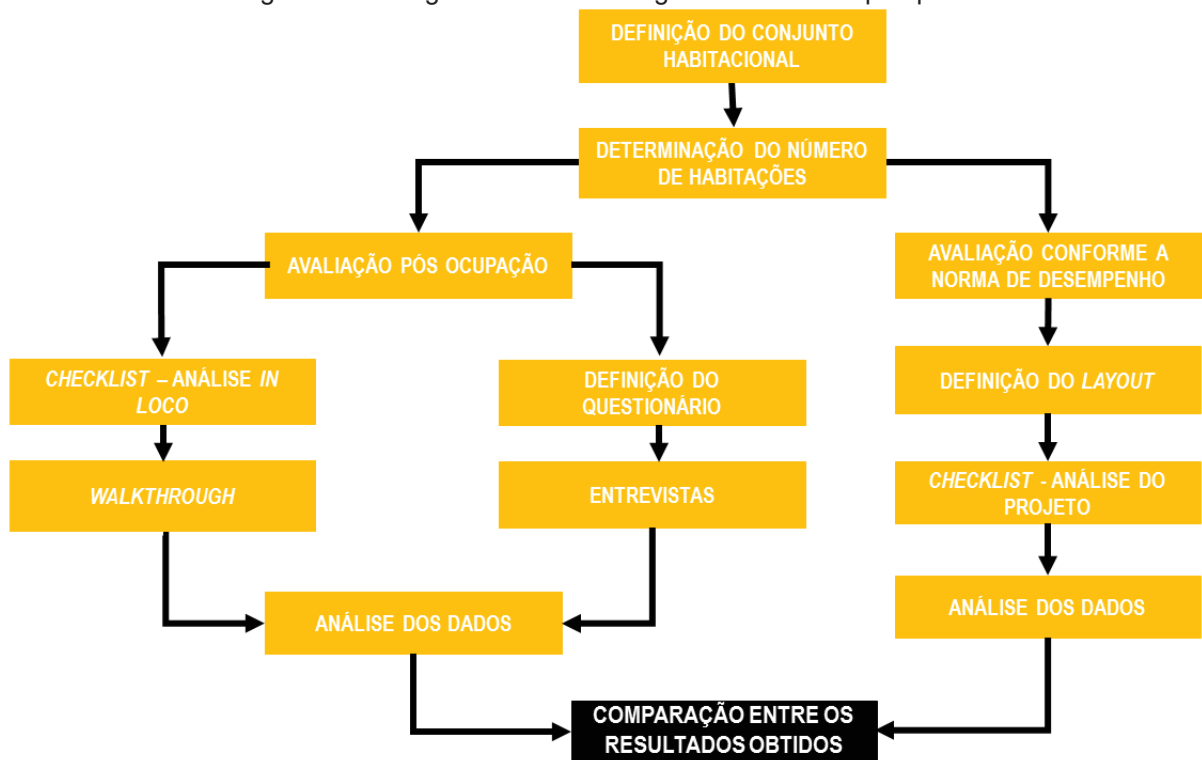 DEFINIÇÃO DO CONJUNTO
HABITACIONAL
DETERMINAÇÃO DO NÚMERO
DE HABITAÇÕES
AVALIAÇÃO PÓS OCUPAÇÃO
AVALIAÇÃO CONFORME A
NORMA DE DESEMPENHO
CHECKLIST – ANÁLISE IN
LOCO
DEFINIÇÃO DO
QUESTIONÁRIO
DEFINIÇÃO DO LAYOUT
WALKTHROUGH
ENTREVISTAS
CHECKLIST - ANÁLISE DO
PROJETO
ANÁLISE DOS DADOS
ANÁLISE DOS DADOS
COMPARAÇÃO ENTRE OS
RESULTADOS OBTIDOS